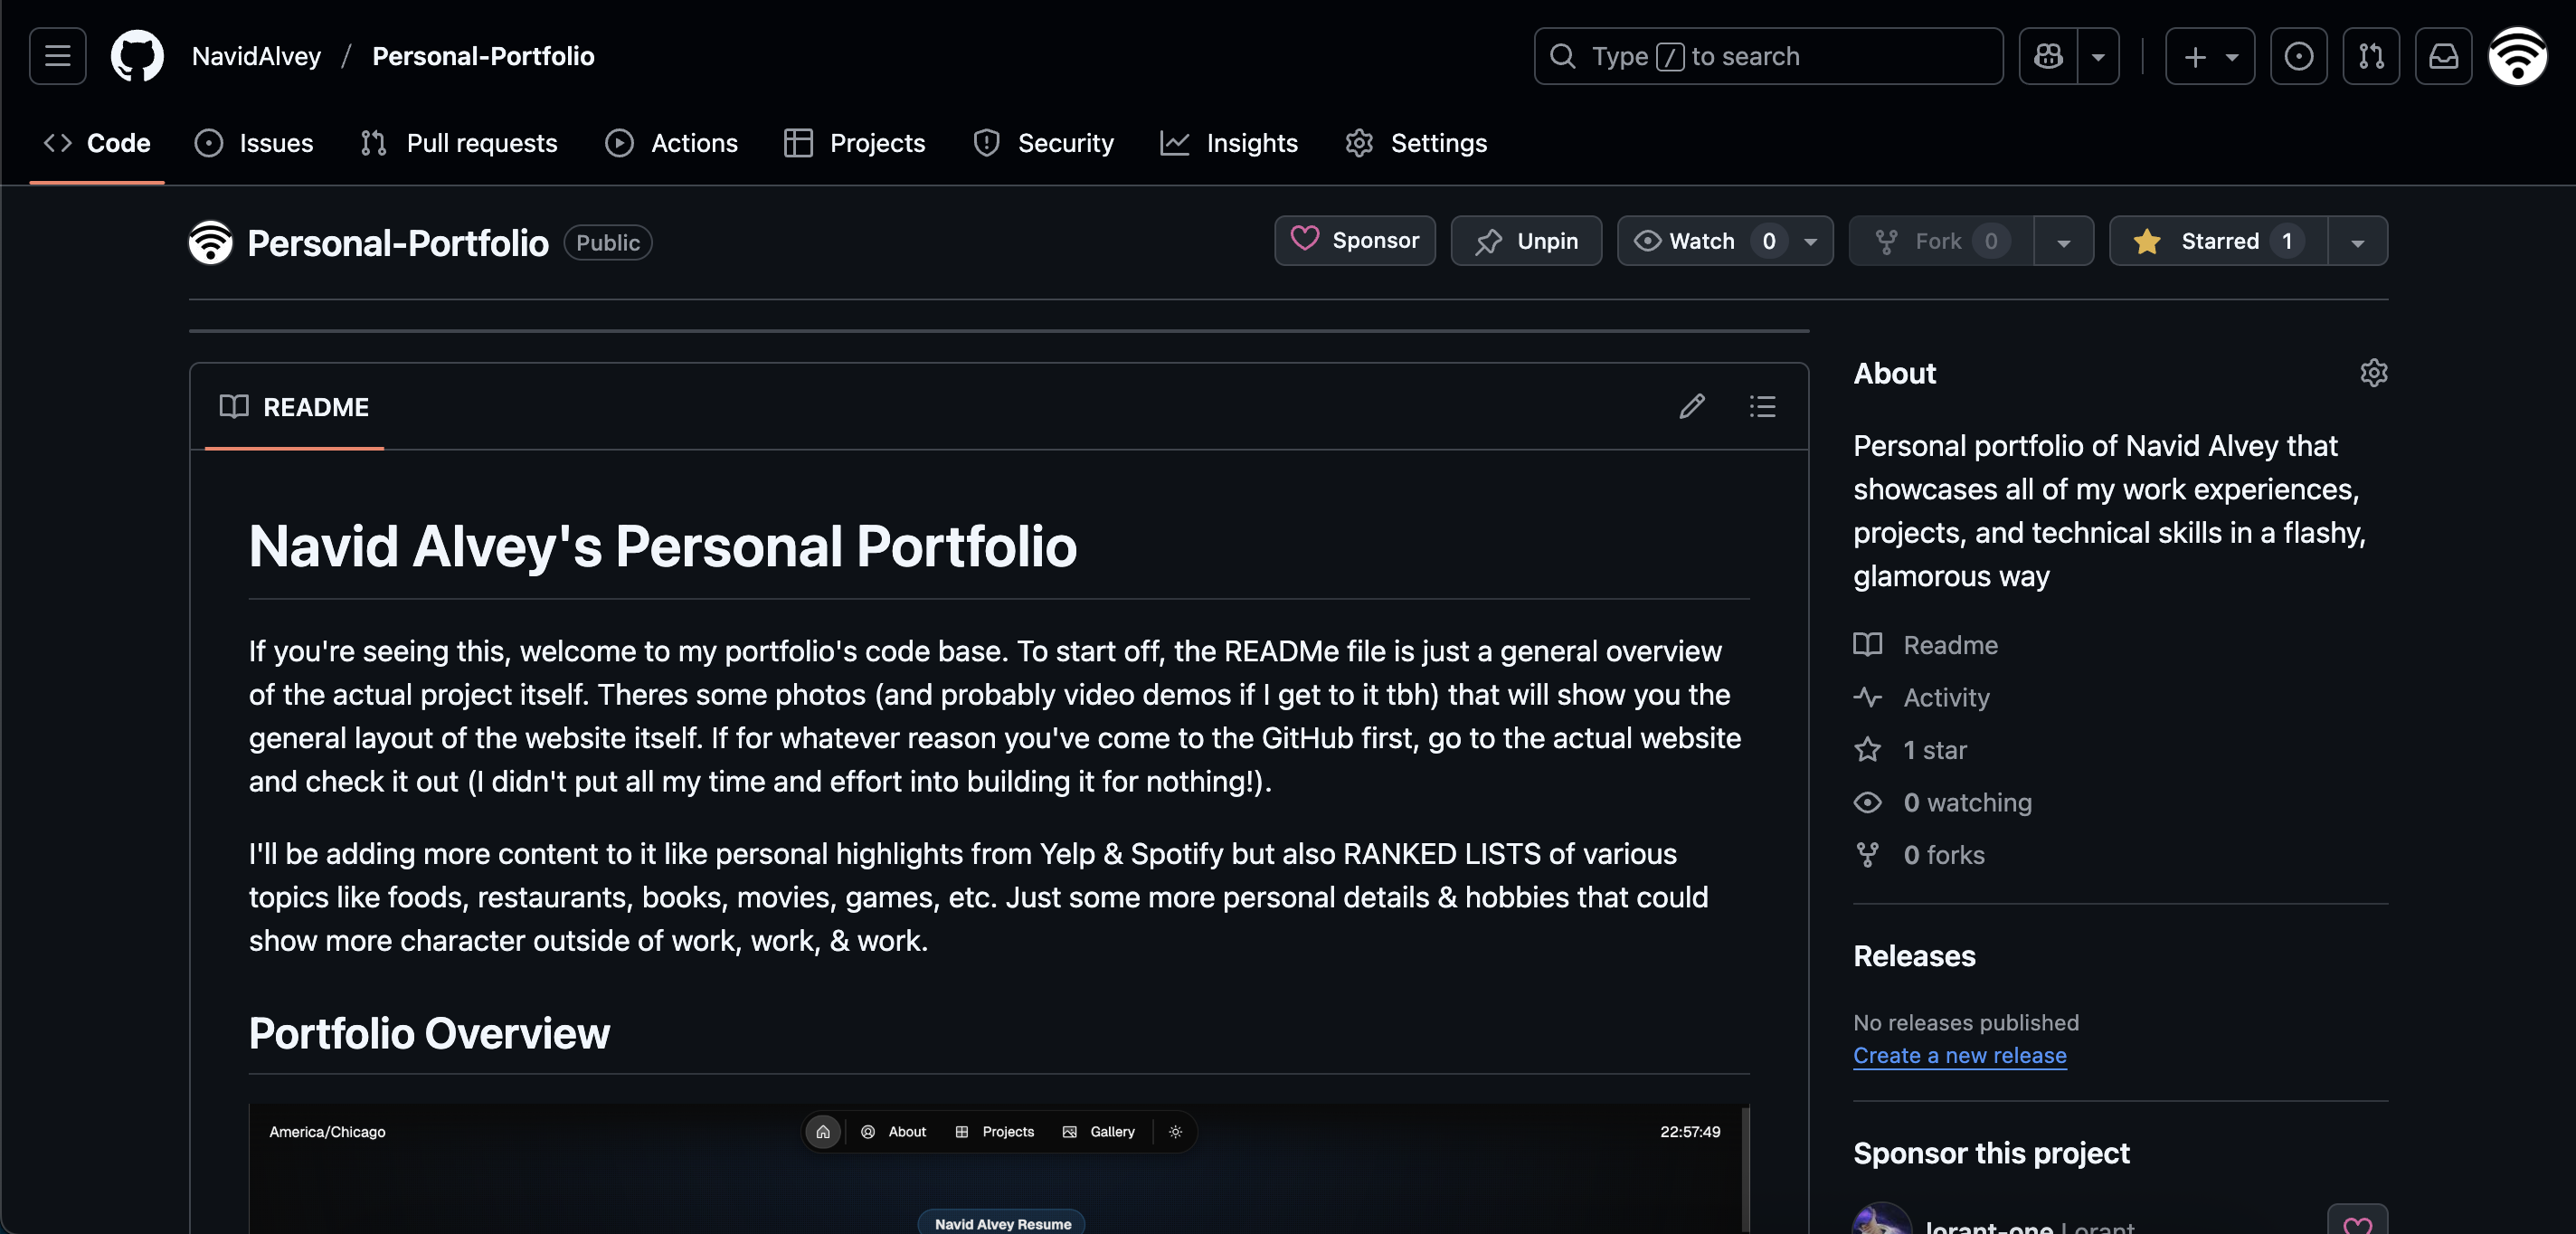 NavidAlvey / Personal-Portfolio
Type / to search
Code Issues Pull requests Actions Projects Security Insights Settings
Personal-Portfolio Public
Sponsor Unpin Watch 0 Fork 0 Starred 1
README
Navid Alvey's Personal Portfolio
If you're seeing this, welcome to my portfolio's code base. To start off, the READMe file is just a general overview
of the actual project itself. Theres some photos (and probably video demos if I get to it tbh) that will show you the
general layout of the website itself. If for whatever reason you've come to the GitHub first, go to the actual website
and check it out (I didn't put all my time and effort into building it for nothing!).
I'll be adding more content to it like personal highlights from Yelp & Spotify but also RANKED LISTS of various
topics like foods, restaurants, books, movies, games, etc. Just some more personal details & hobbies that could
show more character outside of work, work, & work.
Portfolio Overview
America/Chicago About Projects Gallery 22:57:49
Navid Alvey Resume
About
Personal portfolio of Navid Alvey that
showcases all of my work experiences,
projects, and technical skills in a flashy,
glamorous way
Readme
Activity
1 star
0 watching
0 forks
Releases
No releases published
Create a new release
Sponsor this project
lorant-one Lorant